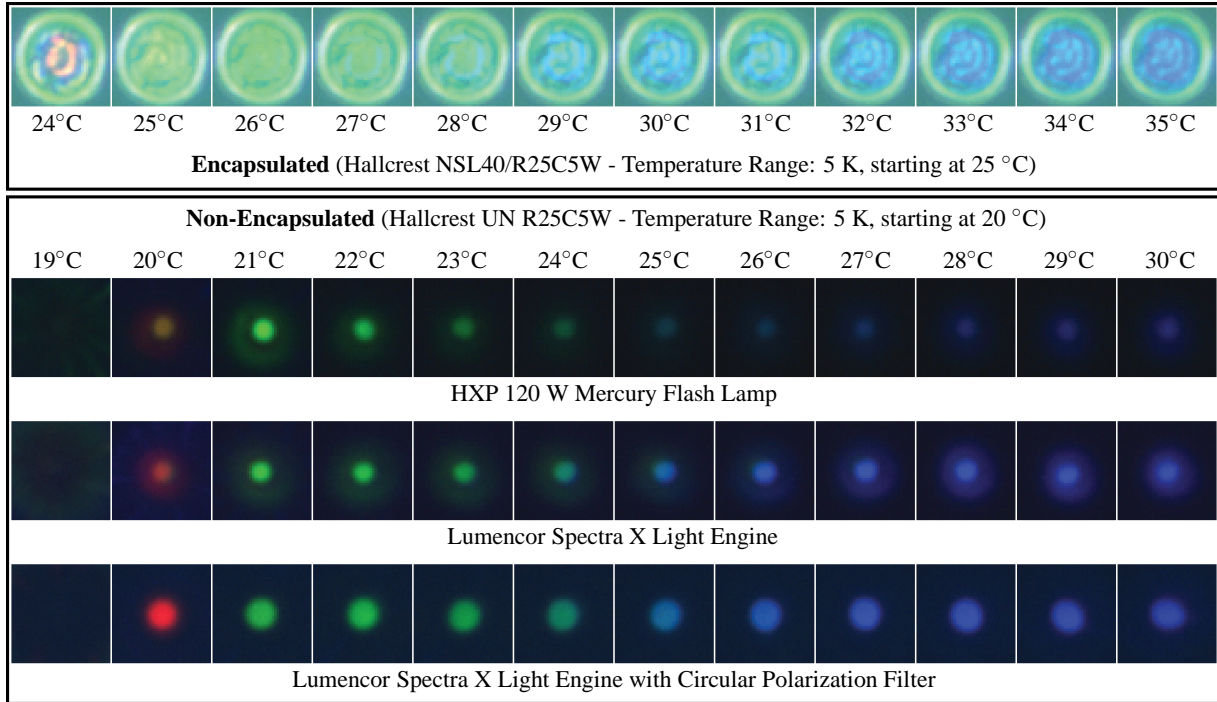 24°C 25°C 26°C 27°C 28°C 29°C 30°C 31°C 32°C 33°C 34°C 35°C
Encapsulated (Hallcrest NSL40/R25C5W - Temperature Range: 5 K, starting at 25 °C)
Non-Encapsulated (Hallcrest UN R25C5W - Temperature Range: 5 K, starting at 20 °C)
19°C 20°C 21°C 22°C 23°C 24°C 25°C 26°C 27°C 28°C 29°C 30°C
HXP 120 W Mercury Flash Lamp
Lumencor Spectra X Light Engine
Lumencor Spectra X Light Engine with Circular Polarization Filter